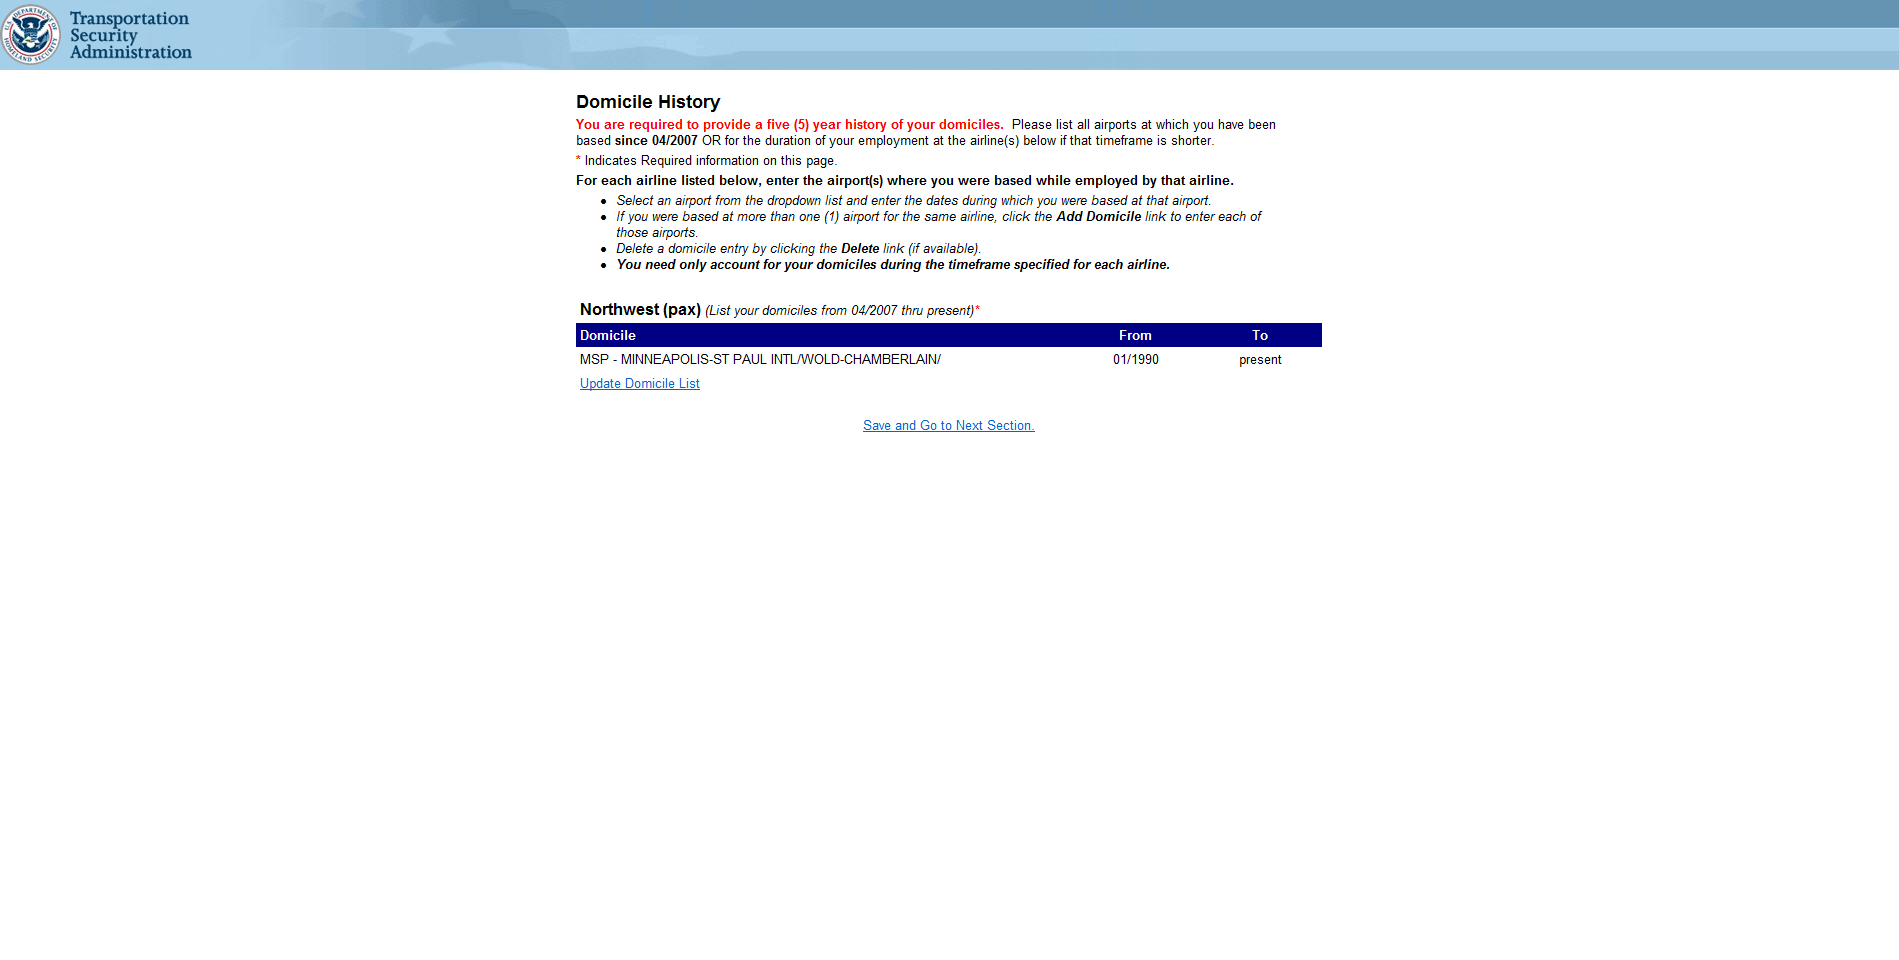 Transportation
Security
Administration
Domicile History
You are required to provide a five (5) year history of your domiciles. Please list all airports at which you have been
based since 04/2007 OR for the duration of your employment at the airline(s) below if that timeframe is shorter.
* Indicates Required information on this page.
For each airline listed below, enter the airport(s) where you were based while employed by that airline.
• Select an airport from the dropdown list and enter the dates during which you were based at that airport.
• If you were based at more than one (1) airport for the same airline, click the Add Domicile link to enter each of
those airports.
• Delete a domicile entry by clicking the Delete link (if available).
• You need only account for your domiciles during the timeframe specified for each airline.
Northwest (pax) (List your domiciles from 04/2007 thru present)*
Domicile From To
MSP - MINNEAPOLIS-ST PAUL INTL/WOLD-CHAMBERLAIN/ 01/1990 present
Update Domicile List
Save and Go to Next Section.